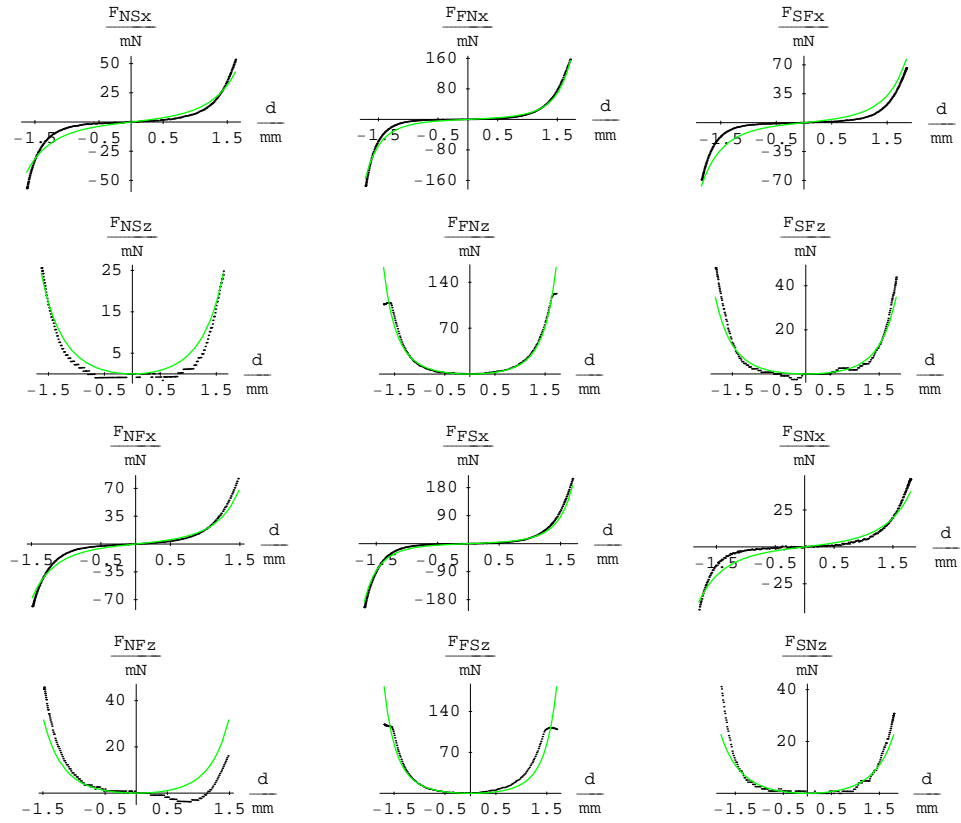 F_NSx F_FNx F_SFx
mN mN mN
50 160 70
25 80 35
d d d
-1.5 -0.5 0.5 1.5 mm -1.5 -0.5 0.5 1.5 mm -1.5 -0.5 0.5 1.5 mm
-25 -80 -35
-50 -160 -70
F_NSz F_FNz F_SFz
mN mN mN
25 140 40
15 70 20
5
d d d
-1.5 -0.5 0.5 1.5 mm -1.5 -0.5 0.5 1.5 mm -1.5 -0.5 0.5 1.5 mm
F_NFx F_FSx F_SNx
mN mN mN
70 180 25
35 90
d d d
-1.5 -0.5 0.5 1.5 mm -1.5 -0.5 0.5 1.5 mm -1.5 -0.5 0.5 1.5 mm
-35 -90 -25
-70 -180
F_NFz F_FSz F_SNz
mN mN mN
40 140 40
20 70 20
d d d
-1.5 -0.5 0.5 1.5 mm -1.5 -0.5 0.5 1.5 mm -1.5 -0.5 0.5 1.5 mm